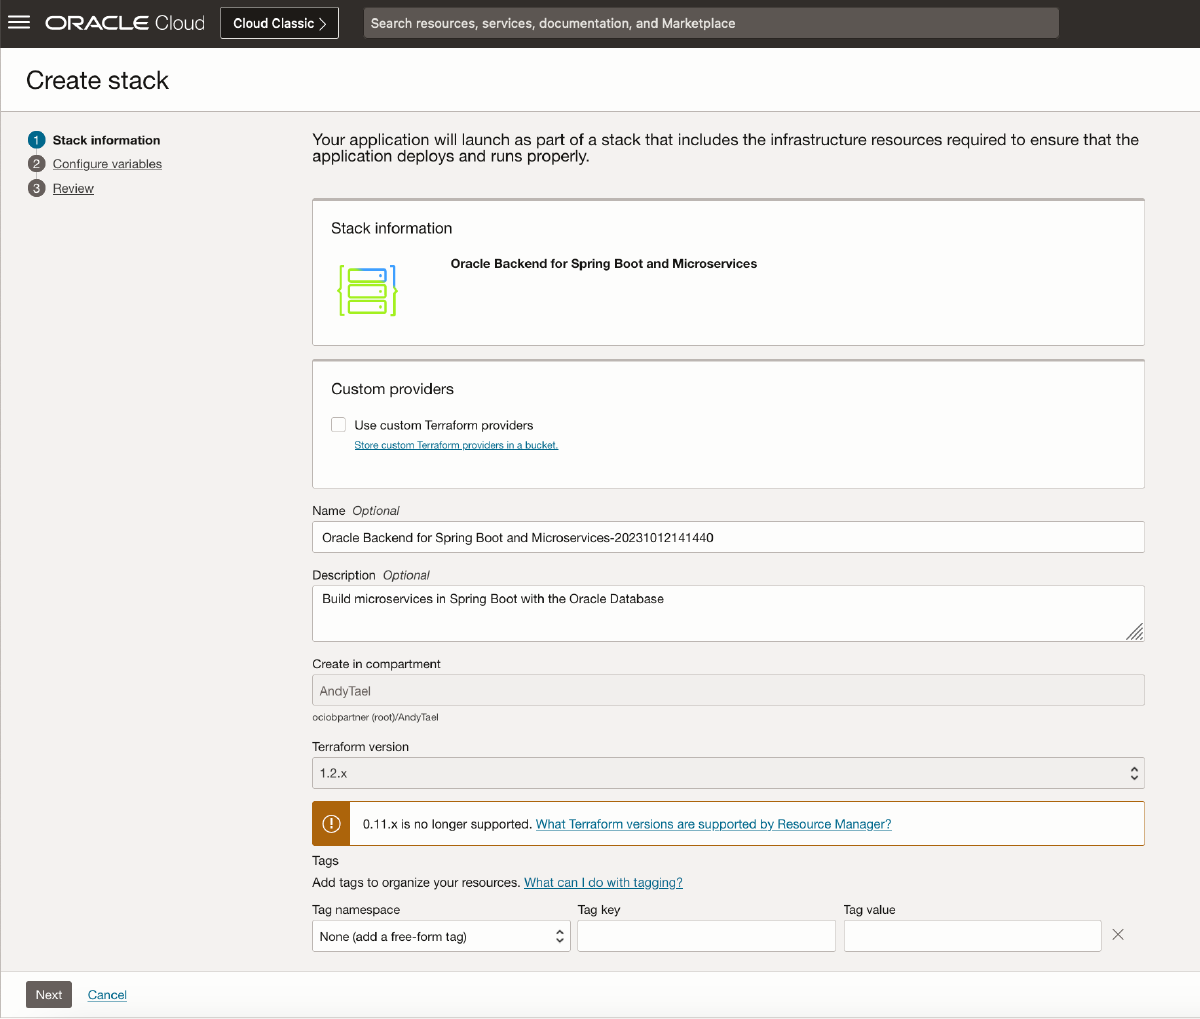 ORACLE Cloud
Cloud Classic >
Search resources, services, documentation, and Marketplace
Create stack
1 Stack information
2 Configure variables
3 Review
Your application will launch as part of a stack that includes the infrastructure resources required to ensure that the
application deploys and runs properly.
Stack information
Oracle Backend for Spring Boot and Microservices
Custom providers
Use custom Terraform providers
Store custom Terraform providers in a bucket.
Name Optional
Oracle Backend for Spring Boot and Microservices-20231012141440
Description Optional
Build microservices in Spring Boot with the Oracle Database
Create in compartment
AndyTael
ociobpartner (root)/AndyTael
Terraform version
1.2.x
0.11.x is no longer supported. What Terraform versions are supported by Resource Manager?
Tags
Add tags to organize your resources. What can I do with tagging?
Tag namespace
Tag key
Tag value
None (add a free-form tag)
Next
Cancel